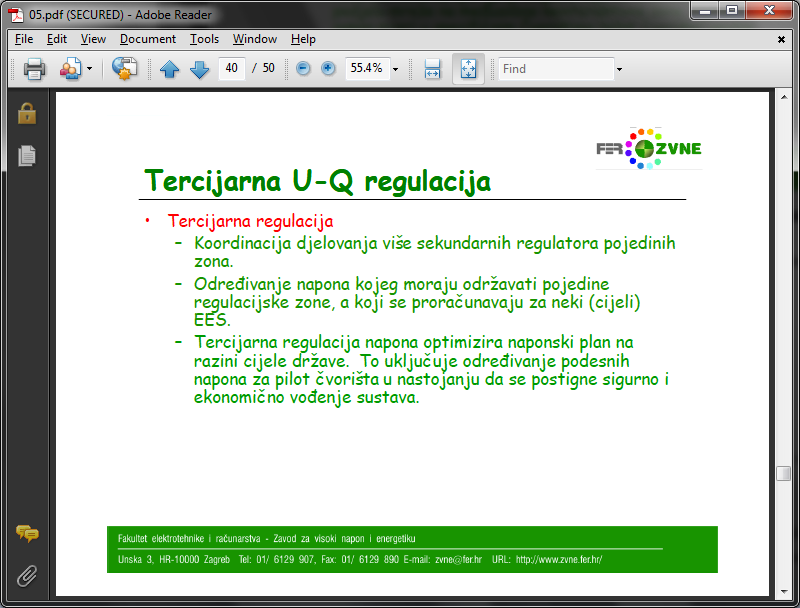 05.pdf (SECURED) - Adobe Reader
File Edit View Document Tools Window Help
40 / 50 55.4% Find
FER ZVNE
Tercijarna U-Q regulacija
• Tercijarna regulacija
– Koordinacija djelovanja više sekundarnih regulatora pojedinih
zona.
– Određivanje napona kojeg moraju održavati pojedine
regulacijske zone, a koji se proračunavaju za neki (cijeli)
EES.
– Tercijarna regulacija napona optimizira naponski plan na
razini cijele države. To uključuje određivanje podesnih
napona za pilot čvorišta u nastojanju da se postigne sigurno i
ekonomično vođenje sustava.
Fakultet elektrotehnike i računarstva - Zavod za visoki napon i energetiku
Unska 3, HR-10000 Zagreb Tel: 01/ 6129 907, Fax: 01/ 6129 890 E-mail: zvne@fer.hr URL: http://www.zvne.fer.hr/